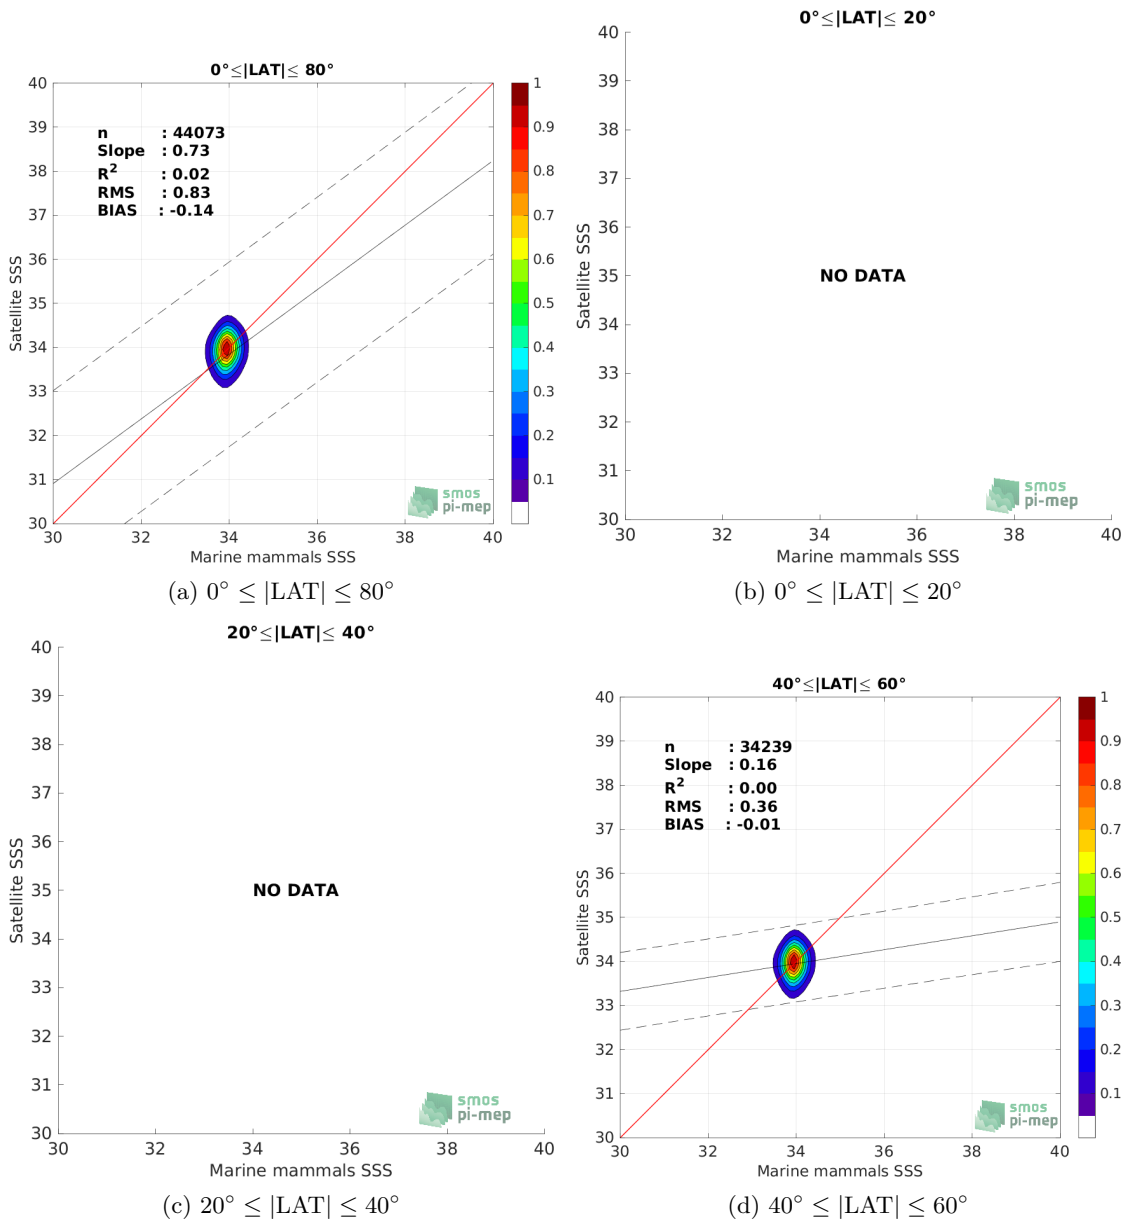 0°≤|LAT|≤ 80°
40
39
38
37
36
35
34
33
32
31
30
Satellite SSS
n : 44073
Slope : 0.73
R² : 0.02
RMS : 0.83
BIAS : -0.14
smos
pi-mep
30 32 34 36 38 40
Marine mammals SSS
1
0.9
0.8
0.7
0.6
0.5
0.4
0.3
0.2
0.1
(a) 0° ≤ |LAT| ≤ 80°
0°≤|LAT|≤ 20°
40
39
38
37
36
35
34
33
32
31
30
Satellite SSS
NO DATA
smos
pi-mep
30 32 34 36 38 40
Marine mammals SSS
(b) 0° ≤ |LAT| ≤ 20°
20°≤|LAT|≤ 40°
40
39
38
37
36
35
34
33
32
31
30
Satellite SSS
NO DATA
smos
pi-mep
30 32 34 36 38 40
Marine mammals SSS
(c) 20° ≤ |LAT| ≤ 40°
40°≤|LAT|≤ 60°
40
39
38
37
36
35
34
33
32
31
30
Satellite SSS
n : 34239
Slope : 0.16
R² : 0.00
RMS : 0.36
BIAS : -0.01
smos
pi-mep
30 32 34 36 38 40
Marine mammals SSS
1
0.9
0.8
0.7
0.6
0.5
0.4
0.3
0.2
0.1
(d) 40° ≤ |LAT| ≤ 60°